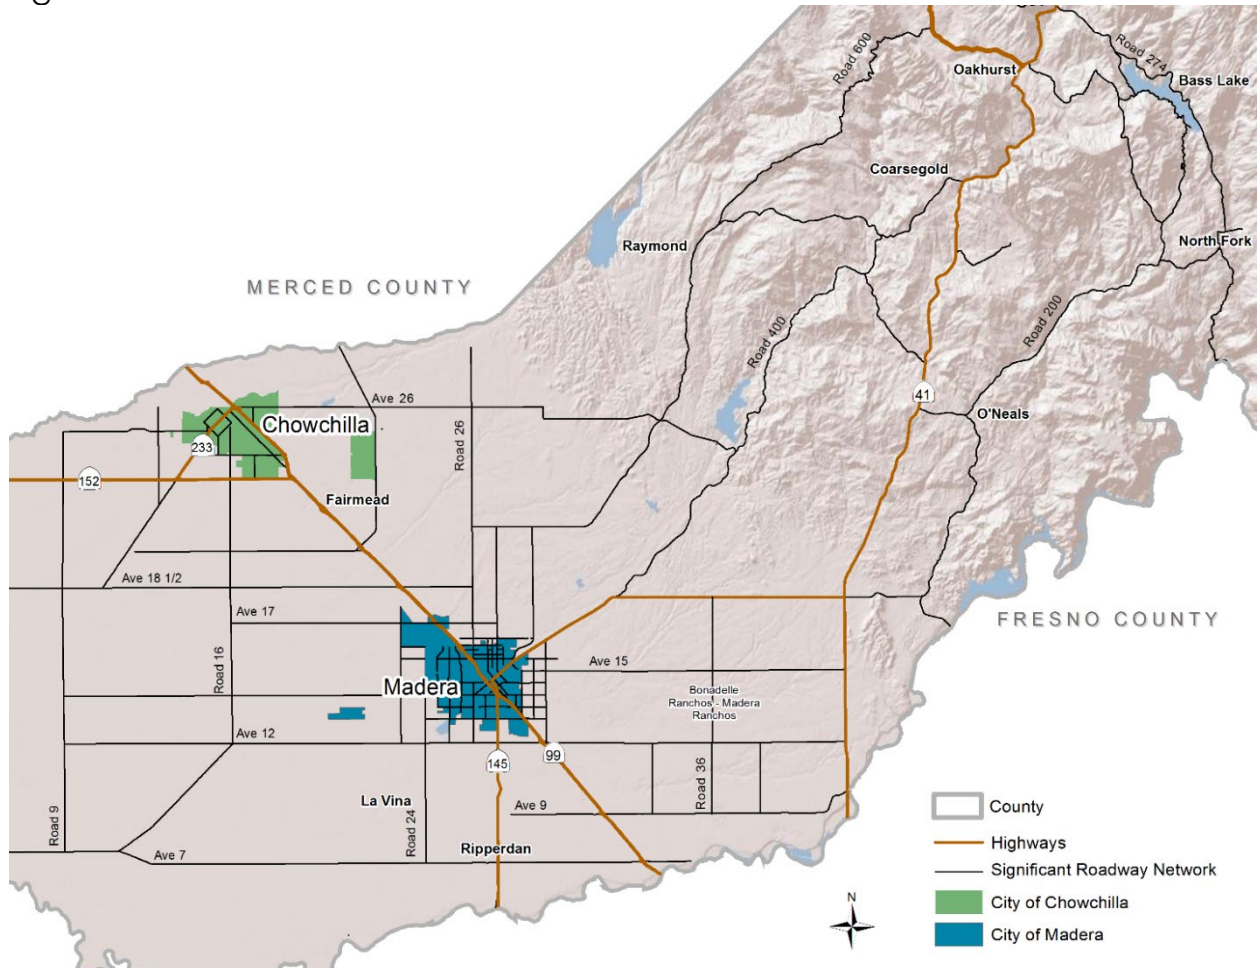 Road 600
Oakhurst
Road 274
Bass Lake
Coarsegold
Raymond
North Fork
MERCED COUNTY
Road 400
Road 200
41
O'Neals
Ave 26
Chowchilla
233
Road 26
152
Fairmead
Ave 18 1/2
Ave 17
FRESNO COUNTY
Road 16
Ave 15
Madera
Bonadelle
Ranchos - Madera
Ranchos
Ave 12
145
99
Road 36
La Vina
Road 9
Road 24
Ave 9
Ave 7
Ripperdan
County
Highways
Significant Roadway Network
City of Chowchilla
City of Madera
N